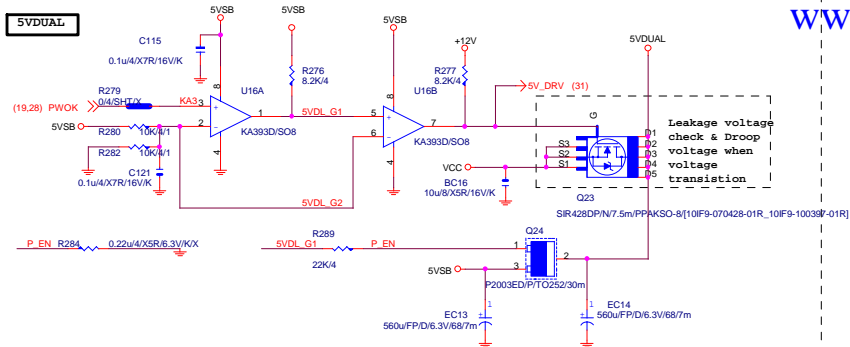 5VDUAL
WW
5VSB
5VSB
5VSB
+12V
5VDUAL
C115
0.1u/4/X7R/16V/K
R276
8.2K/4
U16A
U16B
R277
8.2K/4
5V_DRV (31)
R279
0/4/SHT/X
(19,28) PWOK
KA3
3
+
8
1
5VDL_G1
5
+
8
7
G
Leakage voltage
check & Droop
voltage when
voltage
transistion
5VSB
R280
10K/4/1
2
-
4
KA393D/SO8
6
-
4
KA393D/SO8
R282
10K/4/1
C121
0.1u/4/X7R/16V/K
5VDL_G2
VCC
S3
S2
S1
D1
D2
D3
D4
D5
BC16
10u/8/X5R/16V/K
Q23
SIR428DP/N/7.5m/PPAKSO-8/[10IF9-070428-01R_10IF9-100397-01R]
P_EN
R284
0.22u/4/X5R/6.3V/K/X
5VDL_G1
R289
22K/4
P_EN
Q24
1
3
2
5VSB
P2003ED/P/TO252/30m
1
+
EC13
560u/FP/D/6.3V/68/7m
1
+
EC14
560u/FP/D/6.3V/68/7m